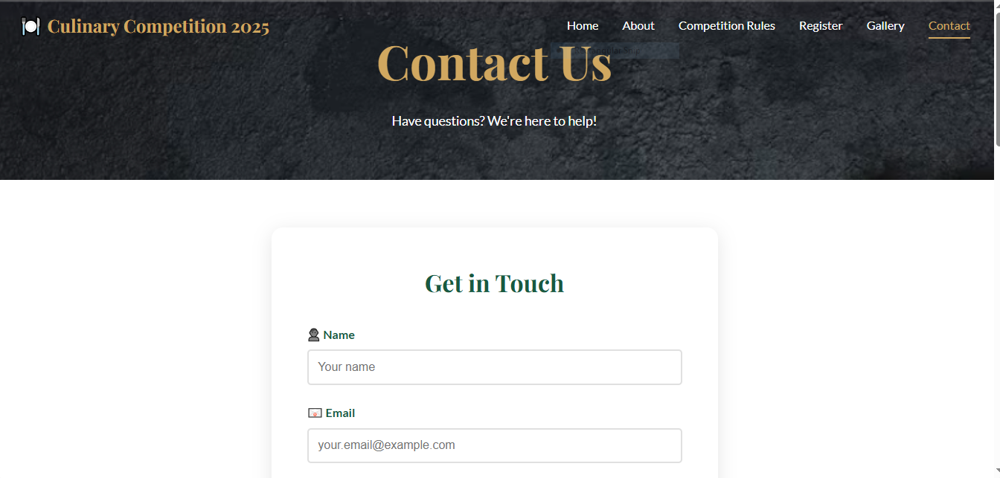 Culinary Competition 2025
Home About Competition Rules Register Gallery Contact
Contact Us
Have questions? We're here to help!
Get in Touch
Name
Your name
Email
your.email@example.com